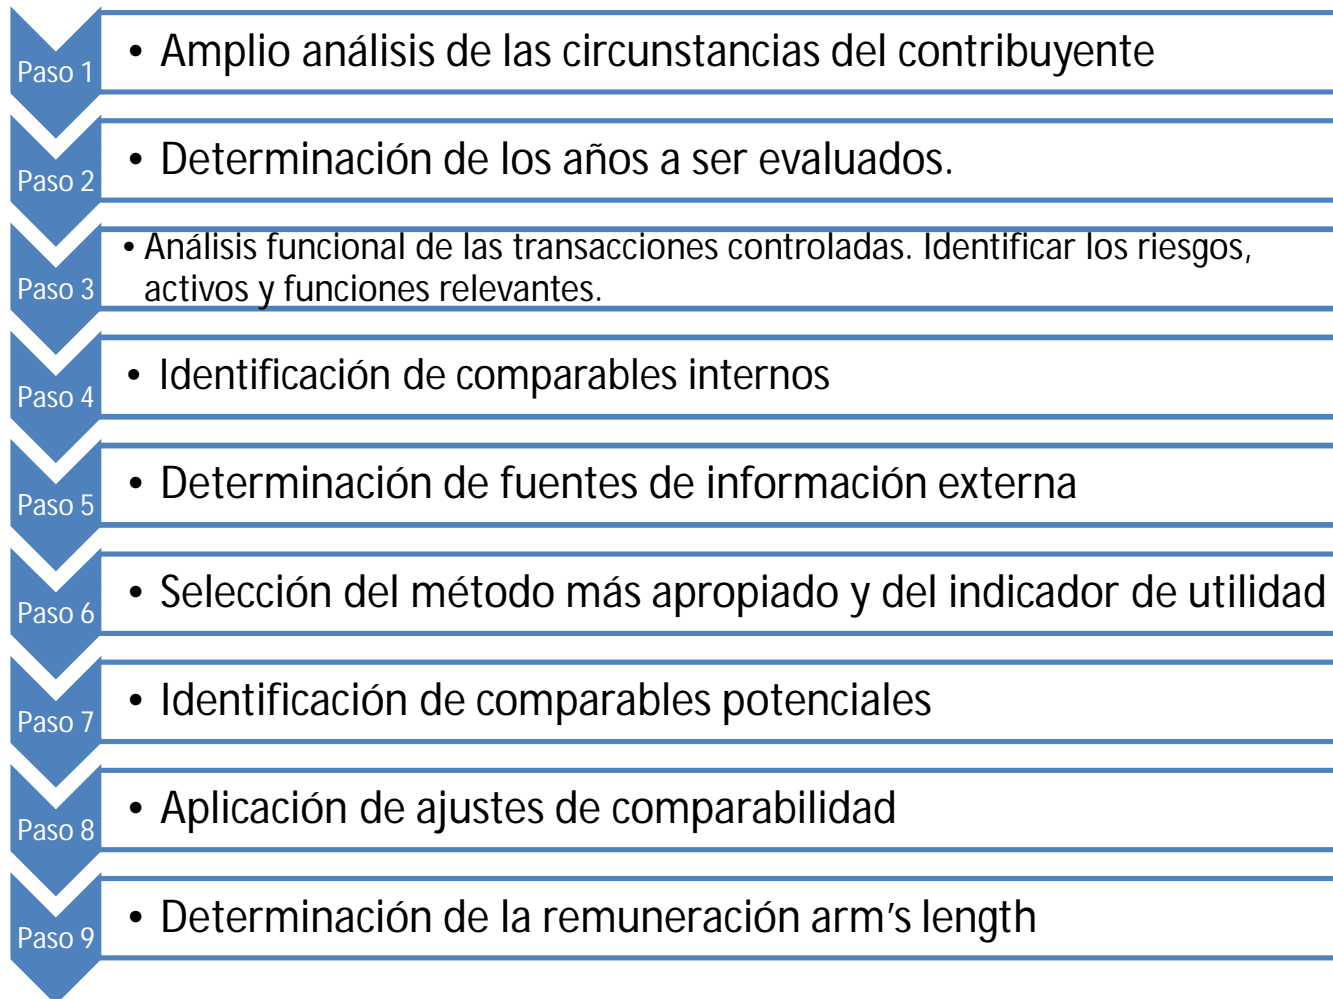 Paso 1
• Amplio análisis de las circunstancias del contribuyente
Paso 2
• Determinación de los años a ser evaluados.
Paso 3
• Análisis funcional de las transacciones controladas. Identificar los riesgos,
activos y funciones relevantes.
Paso 4
• Identificación de comparables internos
Paso 5
• Determinación de fuentes de información externa
Paso 6
• Selección del método más apropiado y del indicador de utilidad
Paso 7
• Identificación de comparables potenciales
Paso 8
• Aplicación de ajustes de comparabilidad
Paso 9
• Determinación de la remuneración arm’s length